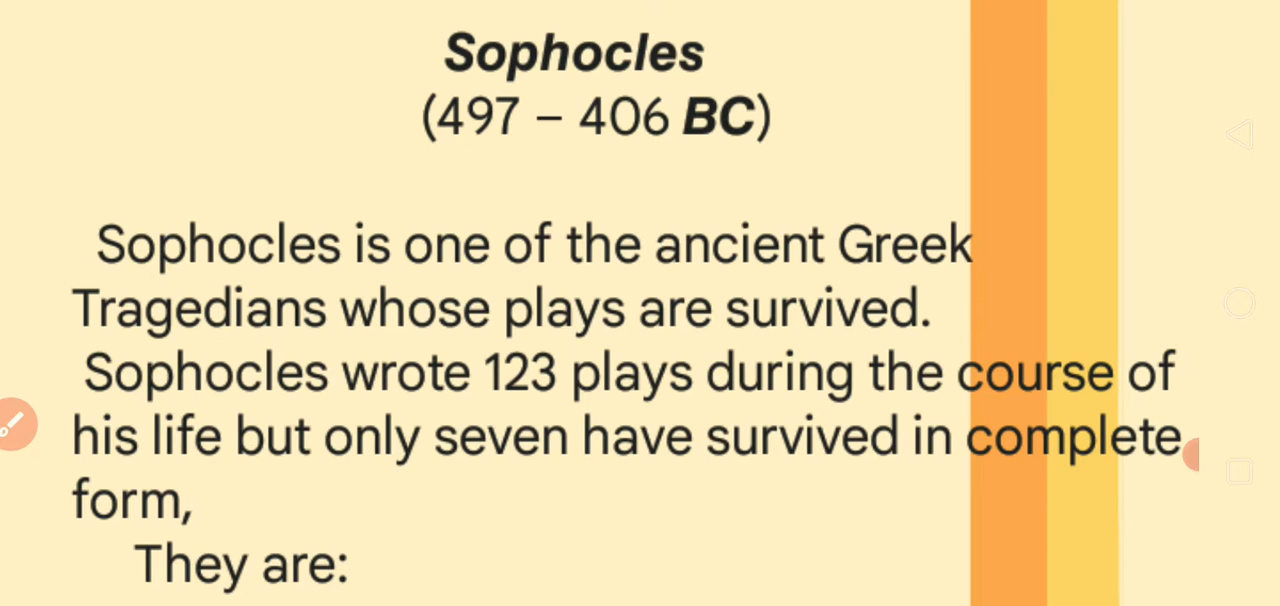 Sophocles
(497 – 406 BC)
Sophocles is one of the ancient Greek
Tragedians whose plays are survived.
Sophocles wrote 123 plays during the course of
his life but only seven have survived in complete
form,
They are: